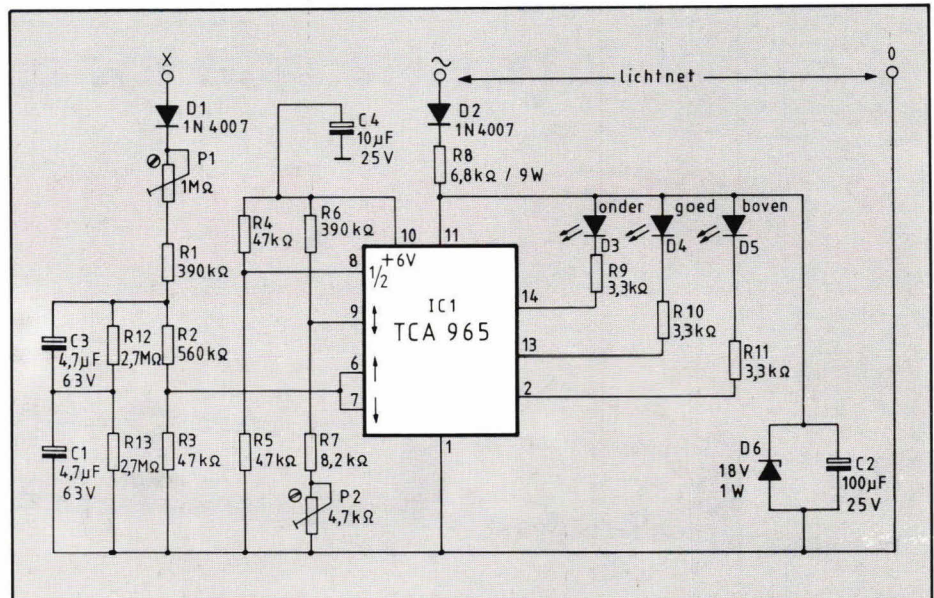 X
D1
1N 4007
P1
1MΩ
R1
390kΩ
C3
4,7µF
63V
R12
2,7MΩ
R2
560kΩ
C1
4,7µF
63V
R13
2,7MΩ
R3
47kΩ
C4
10µF
25V
R4
47kΩ
R6
390kΩ
R5
47kΩ
R7
8,2kΩ
P2
4,7kΩ
~
lichtnet
0
D2
1N4007
R8
6,8kΩ / 9W
10
11
8
+6V
1/2
9
6
7
IC1
TCA 965
14
13
2
1
onder
goed
boven
D3
D4
D5
R9
3,3kΩ
R10
3,3kΩ
R11
3,3kΩ
D6
18V
1W
C2
100µF
25V